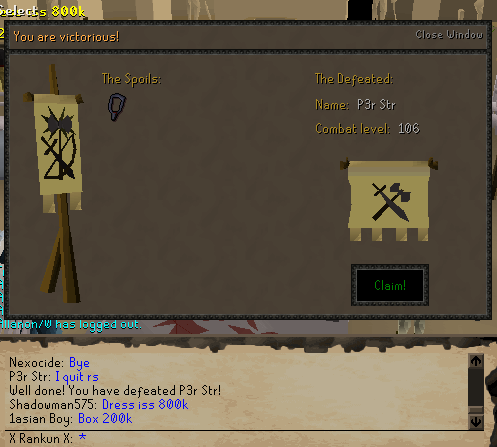 Selects 800k
You are victorious!
Close Window
The Spoils:
The Defeated:
Name: P3r Str
Combat level: 106
Claim!
has logged out.
Nexocide: Bye
P3r Str: I quit rs
Well done! You have defeated P3r Str!
Shadowman575: Dress iss 800k
1asian Boy: Box 200k
X Rankun X: *